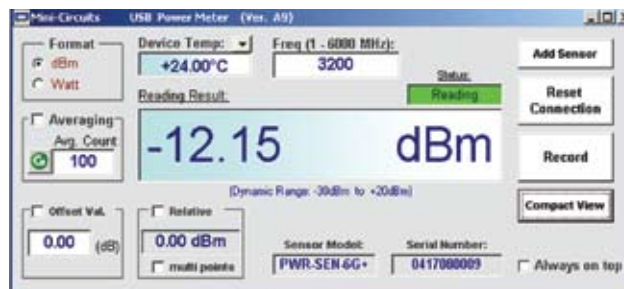 Mini-Circuits USB Power Meter (Ver. A9)
Format
dBm
Watt
Device Temp:
+24.00°C
Freq (1 - 6000 MHz):
3200
Status:
Reading
Add Sensor
Reset Connection
Averaging
Avg. Count
100
Reading Result:
-12.15 dBm
Record
(Dynamic Range: -30dBm to +20dBm)
Compact View
Offset Val.
0.00 (dB)
Relative
0.00 dBm
multi points
Sensor Model:
PWR-SEN-6G+
Serial Number:
0417080009
Always on top